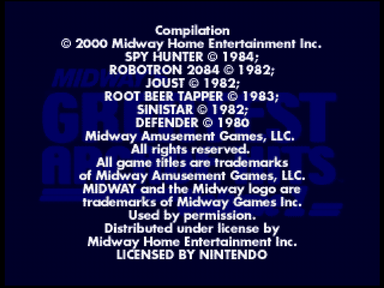 Compilation
© 2000 Midway Home Entertainment Inc.
SPY HUNTER © 1984;
ROBOTRON 2084 © 1982;
JOUST © 1982;
ROOT BEER TAPPER © 1983;
SINISTAR © 1982;
DEFENDER © 1980
Midway Amusement Games, LLC.
All rights reserved.
All game titles are trademarks
of Midway Amusement Games, LLC.
MIDWAY and the Midway logo are
trademarks of Midway Games Inc.
Used by permission.
Distributed under license by
Midway Home Entertainment Inc.
LICENSED BY NINTENDO